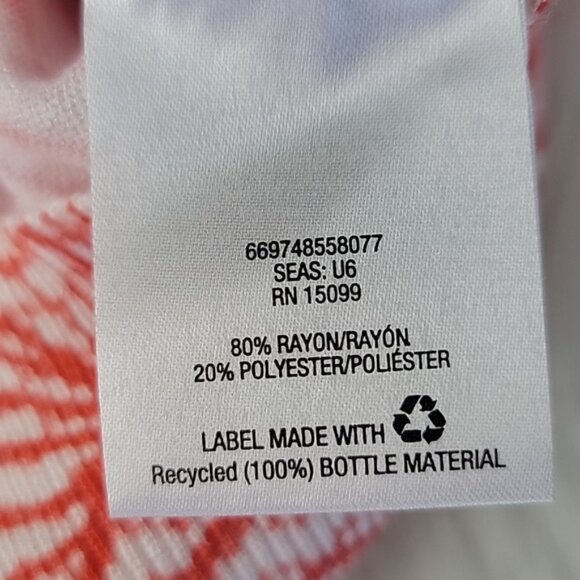 669748558077
SEAS: U6
RN 15099
80% RAYON/RAYÓN
20% POLYESTER/POLIÉSTER
LABEL MADE WITH
Recycled (100%) BOTTLE MATERIAL